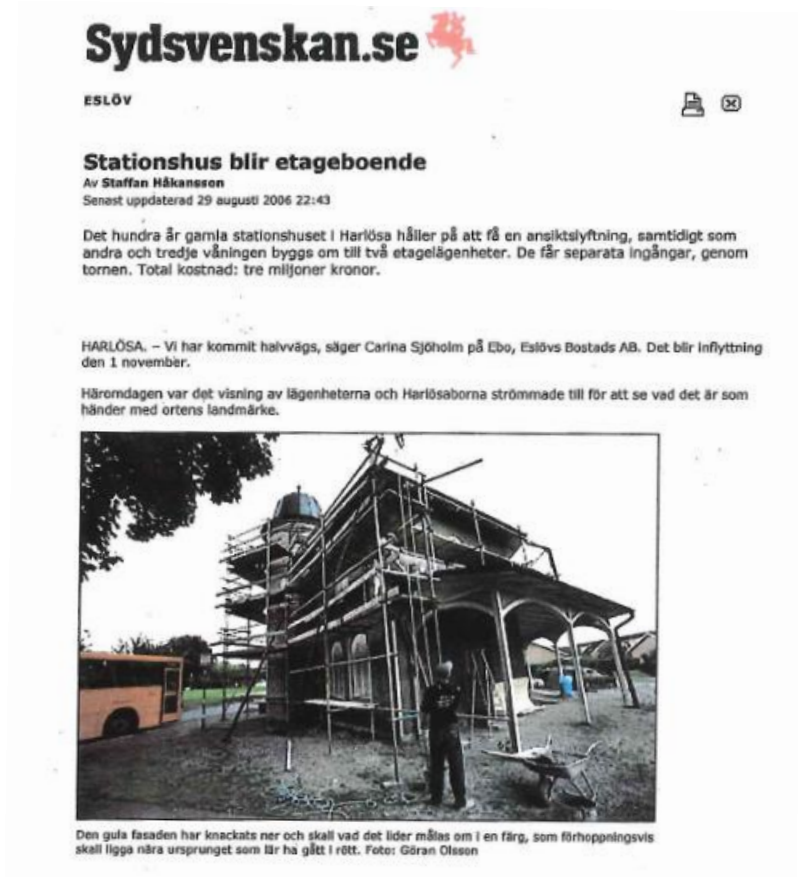 Sydsvenskan.se
ESLÖV
Stationshus blir etageboende
Av Staffan Håkansson
Senast uppdaterad 29 augusti 2006 22:43
Det hundra år gamla stationshuset i Harlösa håller på att få en ansiktslyftning, samtidigt som
andra och tredje våningen byggs om till två etagelägenheter. De får separata ingångar, genom
tornen. Total kostnad: tre miljoner kronor.
HARLÖSA. – Vi har kommit halvvägs, säger Carina Sjöholm på Ebo, Eslövs Bostads AB. Det blir inflyttning
den 1 november.
Häromdagen var det visning av lägenheterna och Harlösaborna strömmade till för att se vad det är som
händer med ortens landmärke.
Den gula fasaden har knackats ner och skall vad det lider målas om i en färg, som förhoppningsvis
skall ligga nära ursprunget som lär ha gått i rött. Foto: Göran Olsson